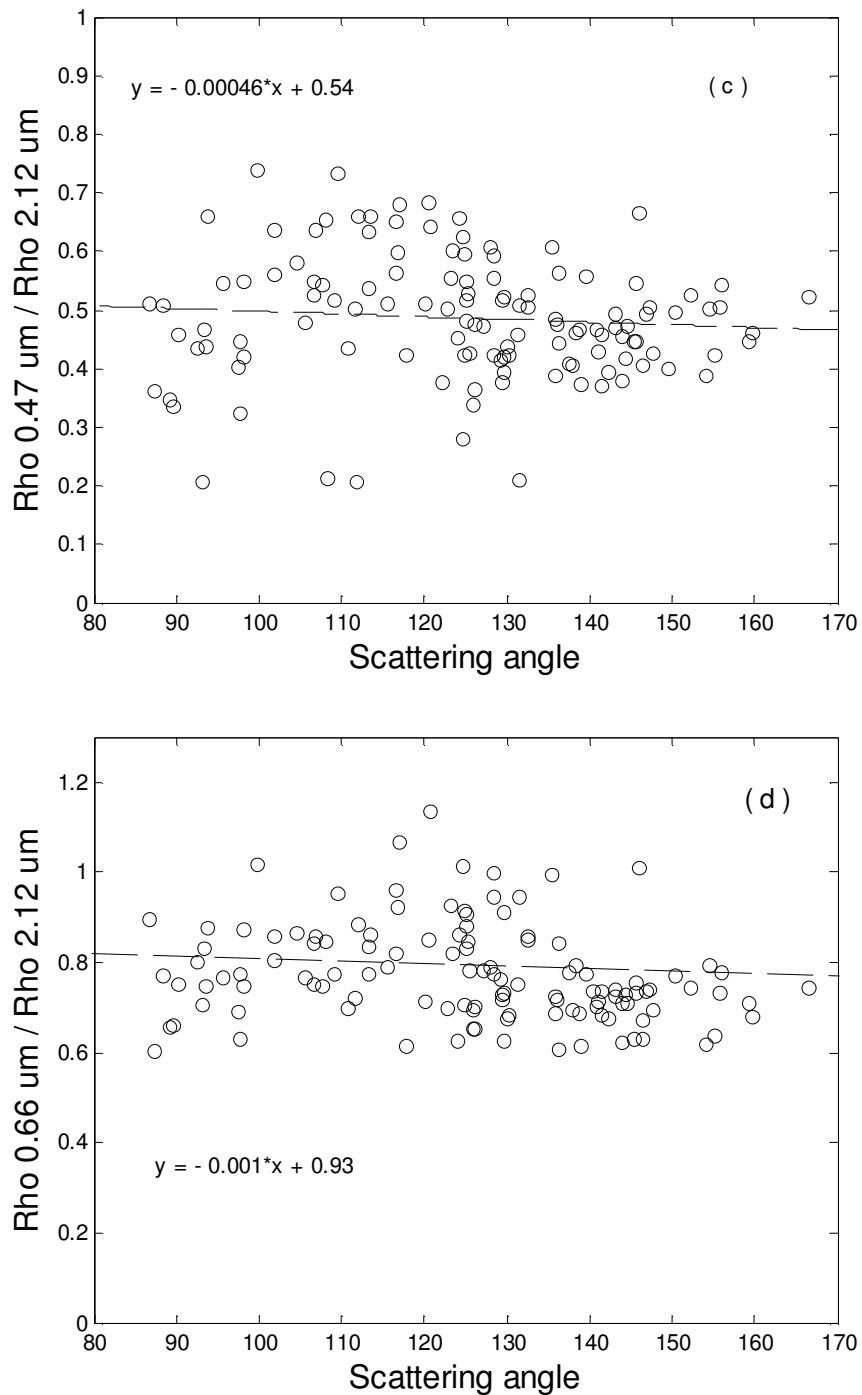 1
0.9
0.8
0.7
0.6
0.5
0.4
0.3
0.2
0.1
0
Rho 0.47 um / Rho 2.12 um
y = - 0.00046*x + 0.54
( c )
80 90 100 110 120 130 140 150 160 170
Scattering angle
1.2
1
0.8
0.6
0.4
0.2
0
Rho 0.66 um / Rho 2.12 um
( d )
y = - 0.001*x + 0.93
80 90 100 110 120 130 140 150 160 170
Scattering angle